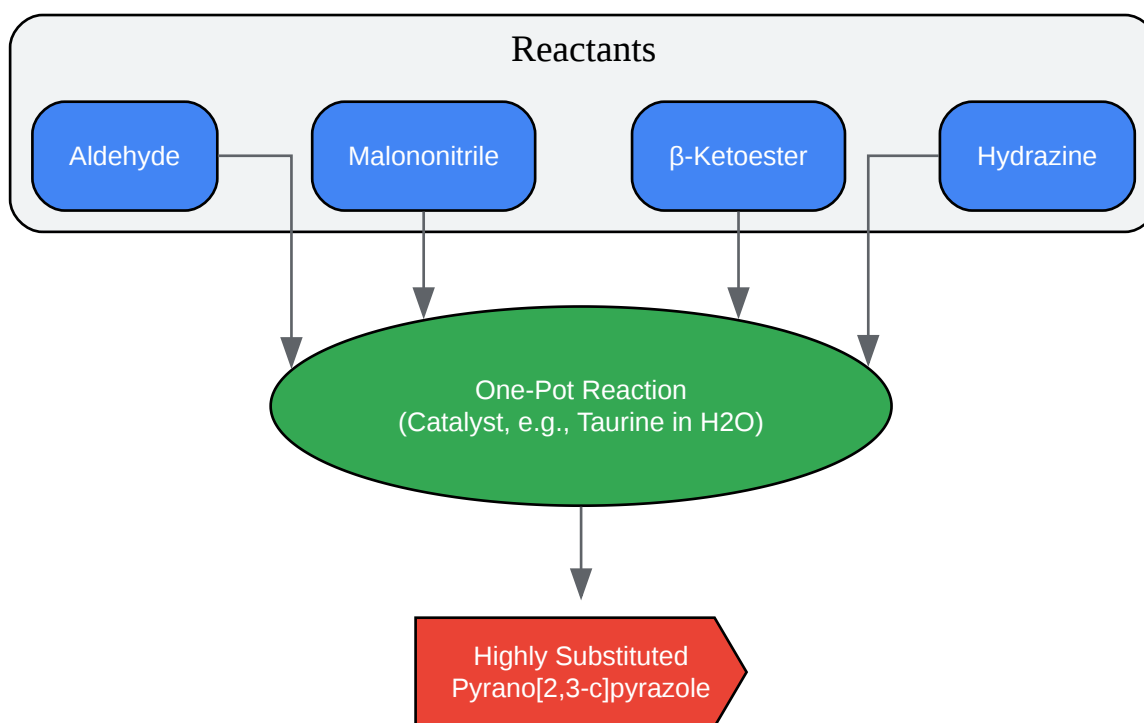 Reactants
Aldehyde
Malononitrile
β-Ketoester
Hydrazine
One-Pot Reaction
(Catalyst, e.g., Taurine in H2O)
Highly Substituted
Pyrano[2,3-c]pyrazole